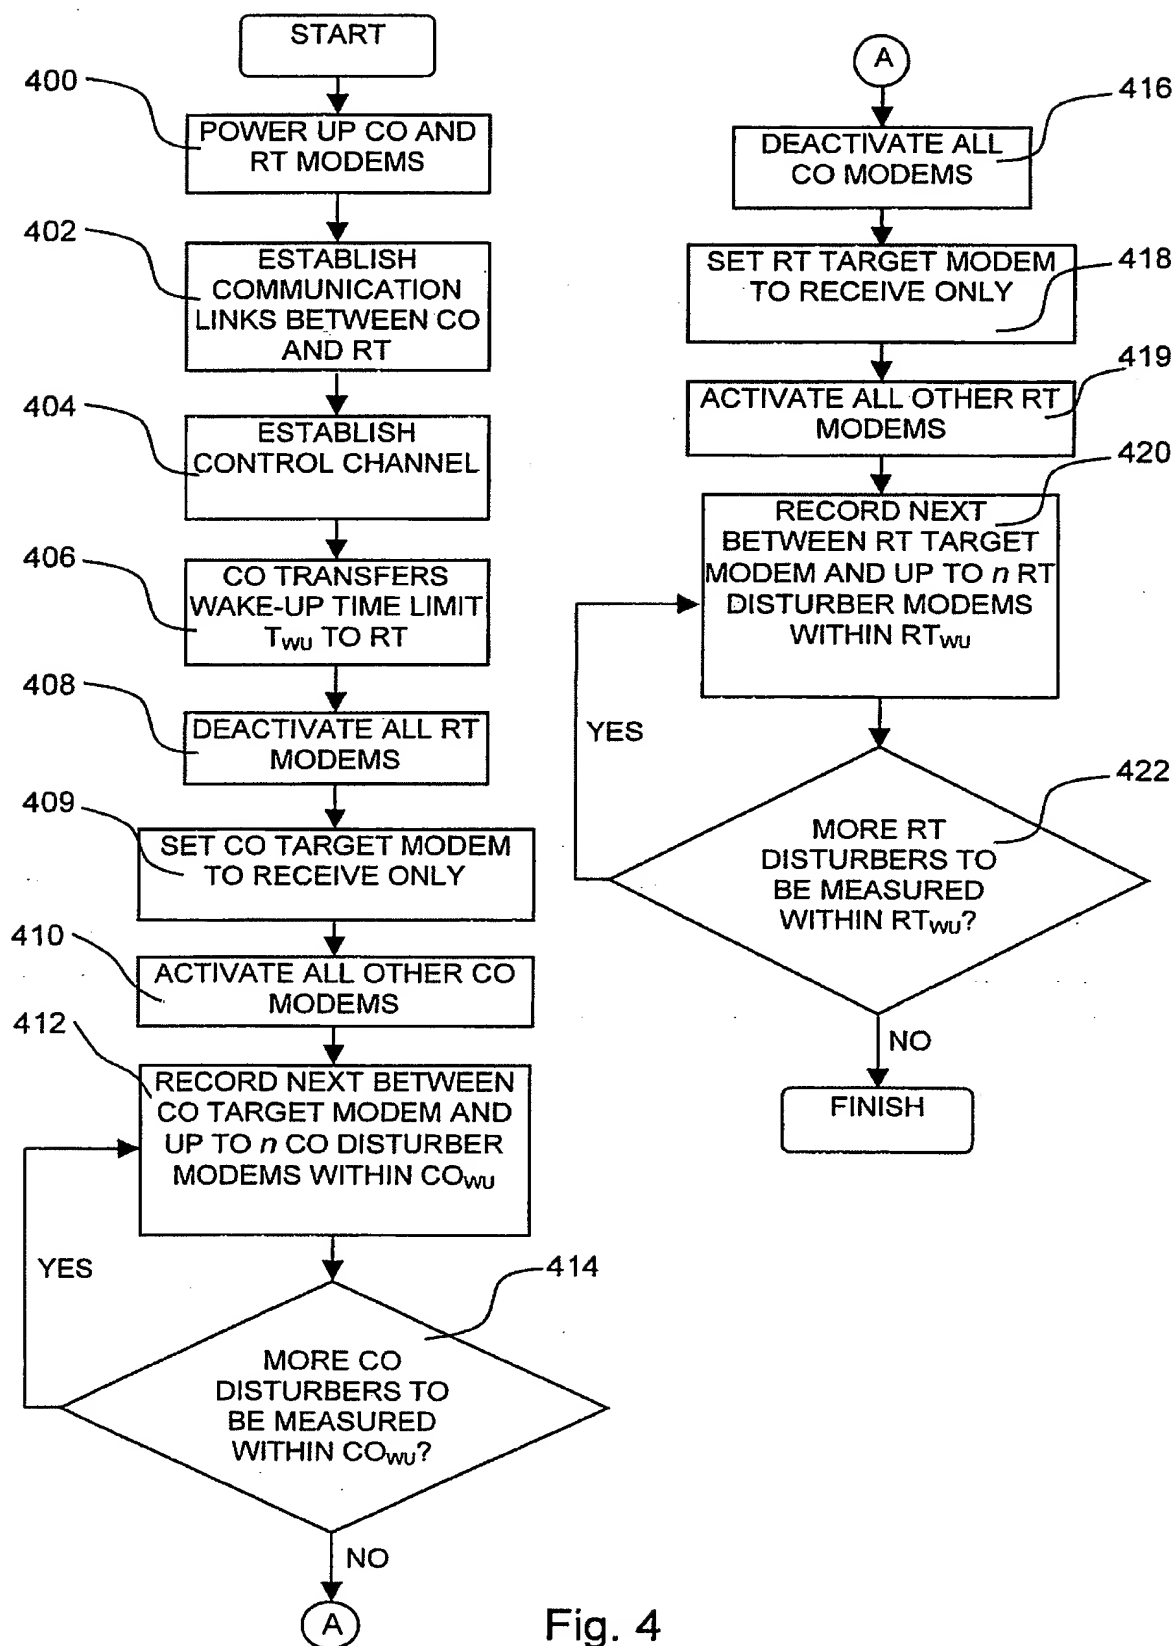 START
400
POWER UP CO AND
RT MODEMS
402
ESTABLISH
COMMUNICATION
LINKS BETWEEN CO
AND RT
404
ESTABLISH
CONTROL CHANNEL
406
CO TRANSFERS
WAKE-UP TIME LIMIT
TWU TO RT
408
DEACTIVATE ALL RT
MODEMS
409
SET CO TARGET MODEM
TO RECEIVE ONLY
410
ACTIVATE ALL OTHER CO
MODEMS
412
RECORD NEXT BETWEEN
CO TARGET MODEM AND
UP TO n CO DISTURBER
MODEMS WITHIN COWU
YES
414
MORE CO
DISTURBERS TO
BE MEASURED
WITHIN COWU?
NO
A
A
416
DEACTIVATE ALL
CO MODEMS
418
SET RT TARGET MODEM
TO RECEIVE ONLY
419
ACTIVATE ALL OTHER RT
MODEMS
420
RECORD NEXT
BETWEEN RT TARGET
MODEM AND UP TO n RT
DISTURBER MODEMS
WITHIN RTWU
YES
422
MORE RT
DISTURBERS TO
BE MEASURED
WITHIN RTWU?
NO
FINISH
Fig. 4